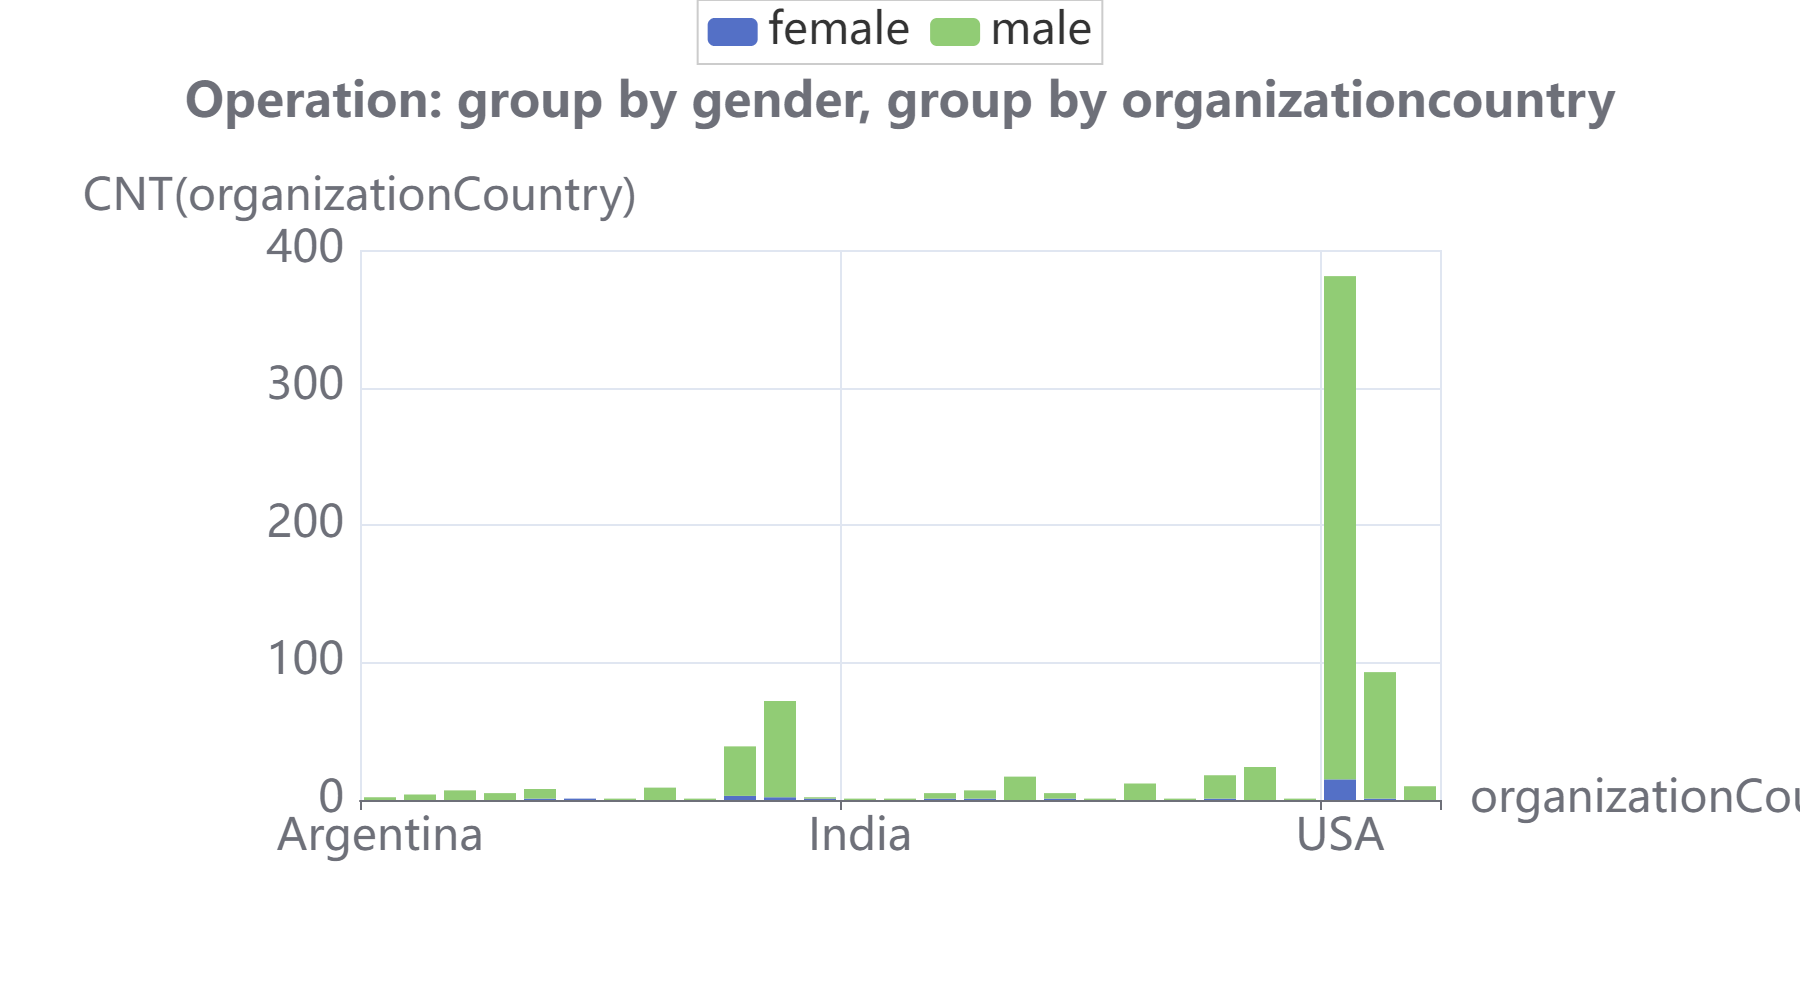 female male
Operation: group by gender, group by organizationcountry
CNT(organizationCountry)
400
300
200
100
0
organizationCou
Argentina India USA